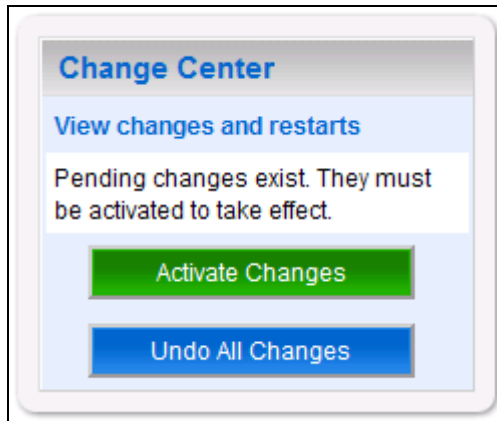 Change Center
View changes and restarts
Pending changes exist. They must
be activated to take effect.
Activate Changes
Undo All Changes